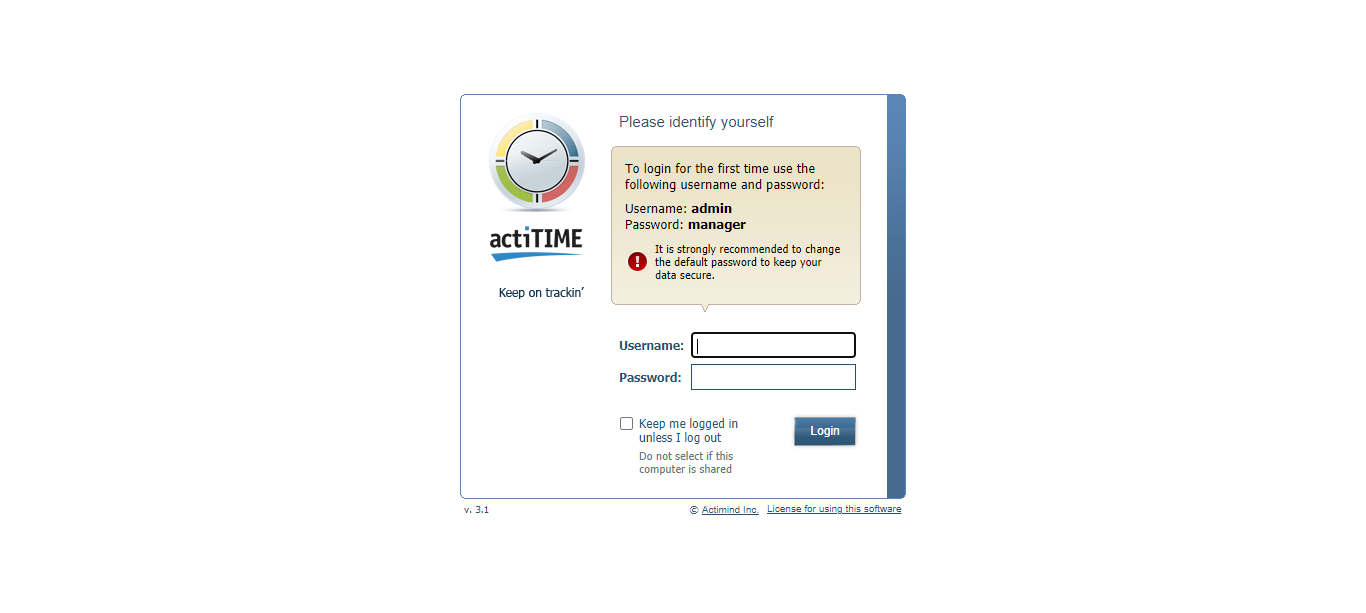 Please identify yourself
To login for the first time use the
following username and password:
Username: admin
Password: manager
It is strongly recommended to change
the default password to keep your
data secure.
actiTIME
Keep on trackin’
Username:
Password:
Keep me logged in
unless I log out
Do not select if this
computer is shared
Login
v. 3.1
© Actimind Inc. License for using this software